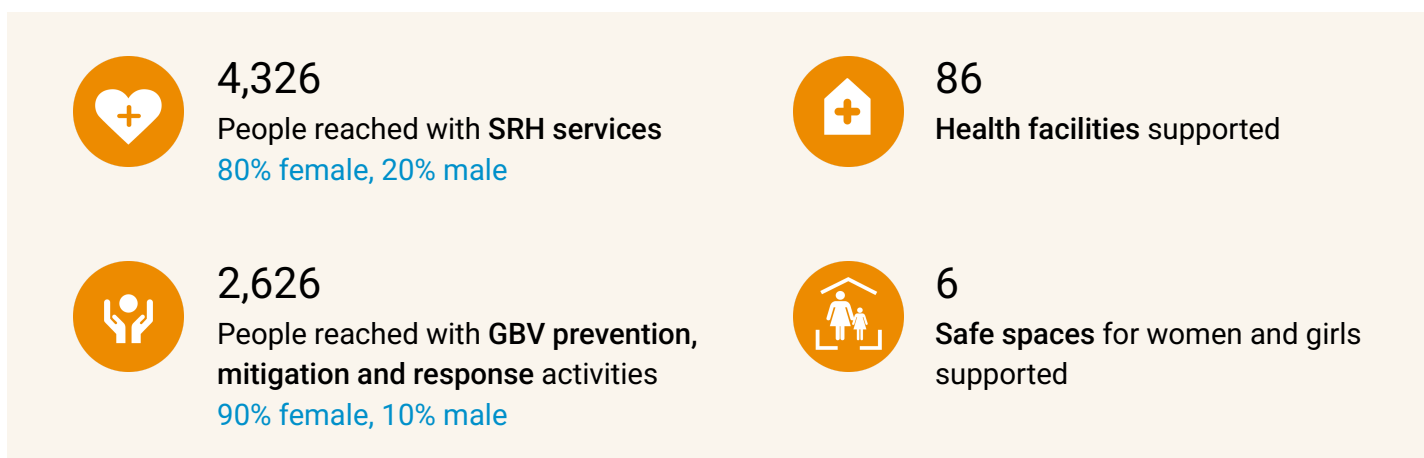 4,326
People reached with SRH services
80% female, 20% male
86
Health facilities supported
2,626
People reached with GBV prevention,
mitigation and response activities
90% female, 10% male
6
Safe spaces for women and girls
supported